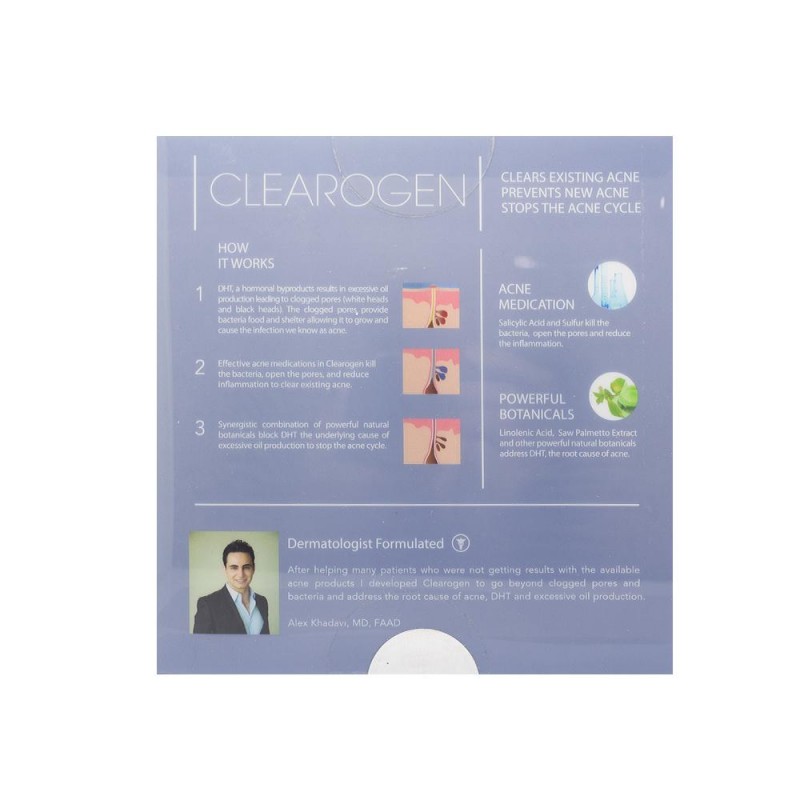 CLEAROGEN
CLEARS EXISTING ACNE
PREVENTS NEW ACNE
STOPS THE ACNE CYCLE
HOW
IT WORKS
1
DHT, a hormonal byproducts results in excessive oil
production leading to clogged pores (white heads
and black heads). The clogged pores, provide
bacteria food and shelter allowing it to grow and
cause the infection we know as acne.
2
Effective acne medications in Clearogen kill
the bacteria, open the pores, and reduce
inflammation to clear existing acne.
3
Synergistic combination of powerful natural
botanicals block DHT the underlying cause of
excessive oil production to stop the acne cycle.
ACNE
MEDICATION
Salicylic Acid and Sulfur kill the
bacteria, open the pores and reduce
the inflammation.
POWERFUL
BOTANICALS
Linolenic Acid, Saw Palmetto Extract
and other powerful natural botanicals
address DHT, the root cause of acne.
Dermatologist Formulated
After helping many patients who were not getting results with the available
acne products I developed Clearogen to go beyond clogged pores and
bacteria and address the root cause of acne, DHT and excessive oil production.
Alex Khadavi, MD, FAAD